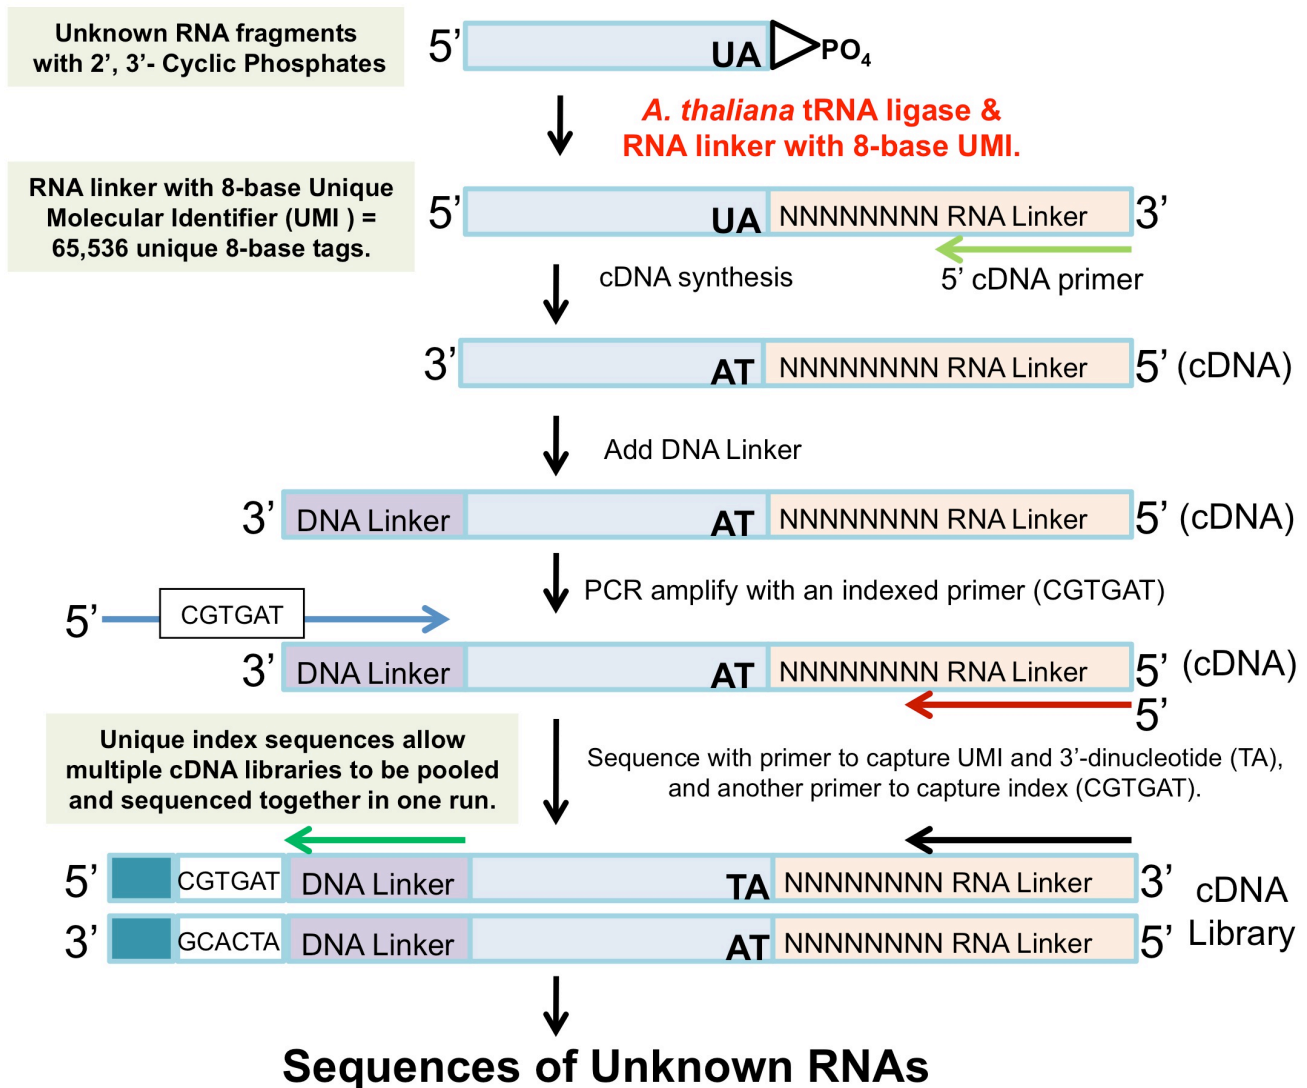 Unknown RNA fragments
with 2’, 3’- Cyclic Phosphates
5’
UA
PO4
A. thaliana tRNA ligase &
RNA linker with 8-base UMI.
RNA linker with 8-base Unique
Molecular Identifier (UMI ) =
65,536 unique 8-base tags.
5’ UA NNNNNNNN RNA Linker 3’
cDNA synthesis
5’ cDNA primer
3’ AT NNNNNNNN RNA Linker 5’ (cDNA)
Add DNA Linker
3’ DNA Linker AT NNNNNNNN RNA Linker 5’ (cDNA)
PCR amplify with an indexed primer (CGTGAT)
5’ CGTGAT
3’ DNA Linker AT NNNNNNNN RNA Linker 5’ (cDNA)
5’
Unique index sequences allow
multiple cDNA libraries to be pooled
and sequenced together in one run.
Sequence with primer to capture UMI and 3’-dinucleotide (TA),
and another primer to capture index (CGTGAT).
5’ CGTGAT DNA Linker TA NNNNNNNN RNA Linker 3’
3’ GCACTA DNA Linker AT NNNNNNNN RNA Linker 5’
cDNA
Library
Sequences of Unknown RNAs